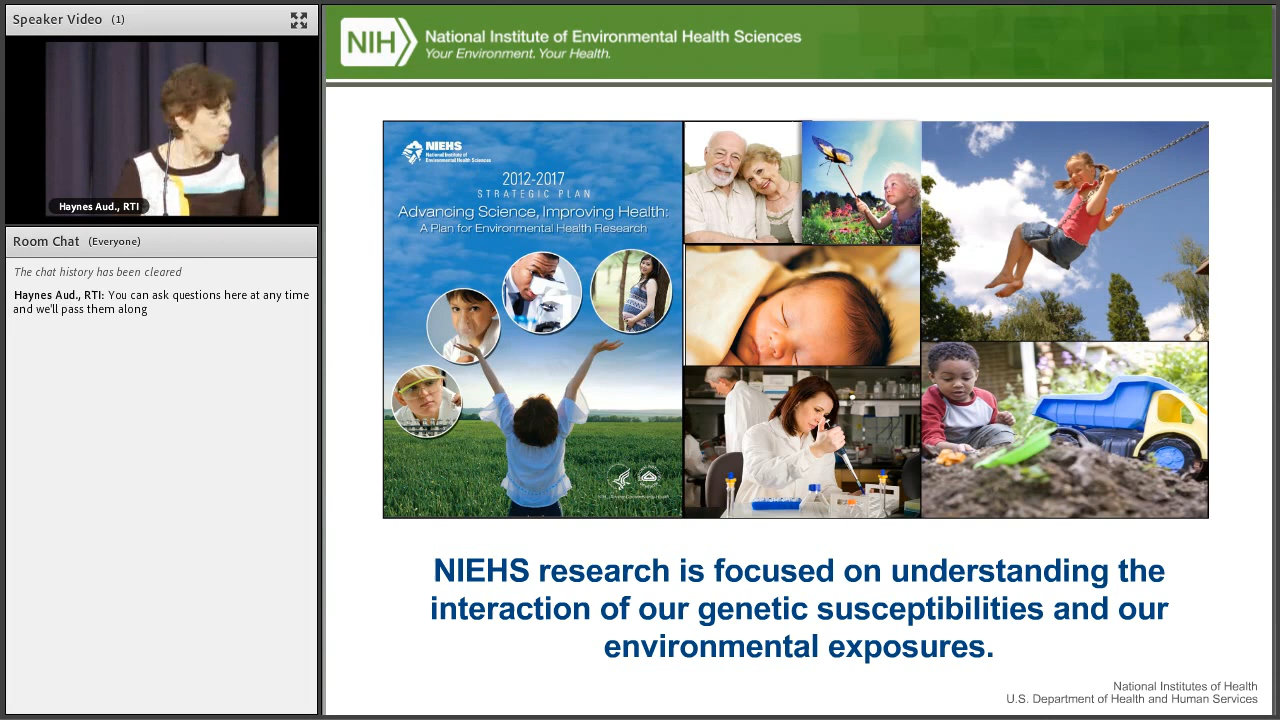 Speaker Video (1)
Haynes Aud., RTI
Room Chat (Everyone)
The chat history has been cleared
Haynes Aud., RTI: You can ask questions here at any time
and we'll pass them along
NIH
National Institute of Environmental Health Sciences
Your Environment. Your Health.
NIEHS
National Institute of
Environmental Health Sciences
2012-2017
STRATEGIC PLAN
Advancing Science, Improving Health:
A Plan for Environmental Health Research
NIEHS research is focused on understanding the
interaction of our genetic susceptibilities and our
environmental exposures.
National Institutes of Health
U.S. Department of Health and Human Services